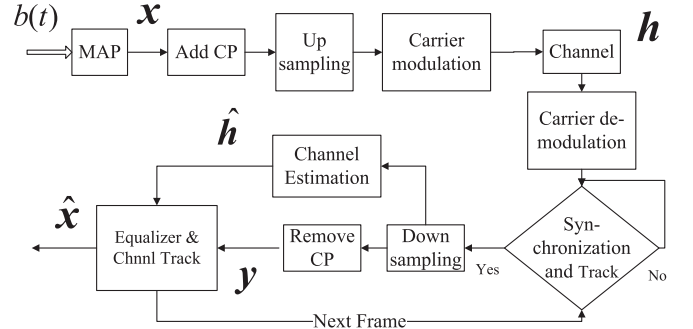 b(t)
x
h
MAP
Add CP
Up
sampling
Carrier
modulation
Channel
Carrier de-
modulation
ĥ
Channel
Estimation
x̂
Equalizer &
Chnnl Track
y
Remove
CP
Down
sampling
Yes
Syn-
chronization
and Track
No
Next Frame